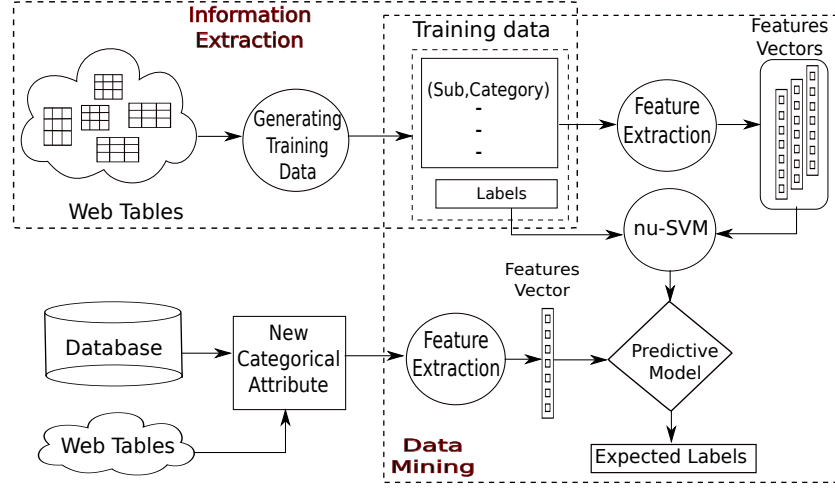 Information
Extraction
Training data
Features
Vectors
(Sub,Category)
-
-
-
Generating
Training
Data
Feature
Extraction
Labels
Web Tables
nu-SVM
Features
Vector
Database
New
Categorical
Attribute
Feature
Extraction
Predictive
Model
Web Tables
Data
Mining
Expected Labels